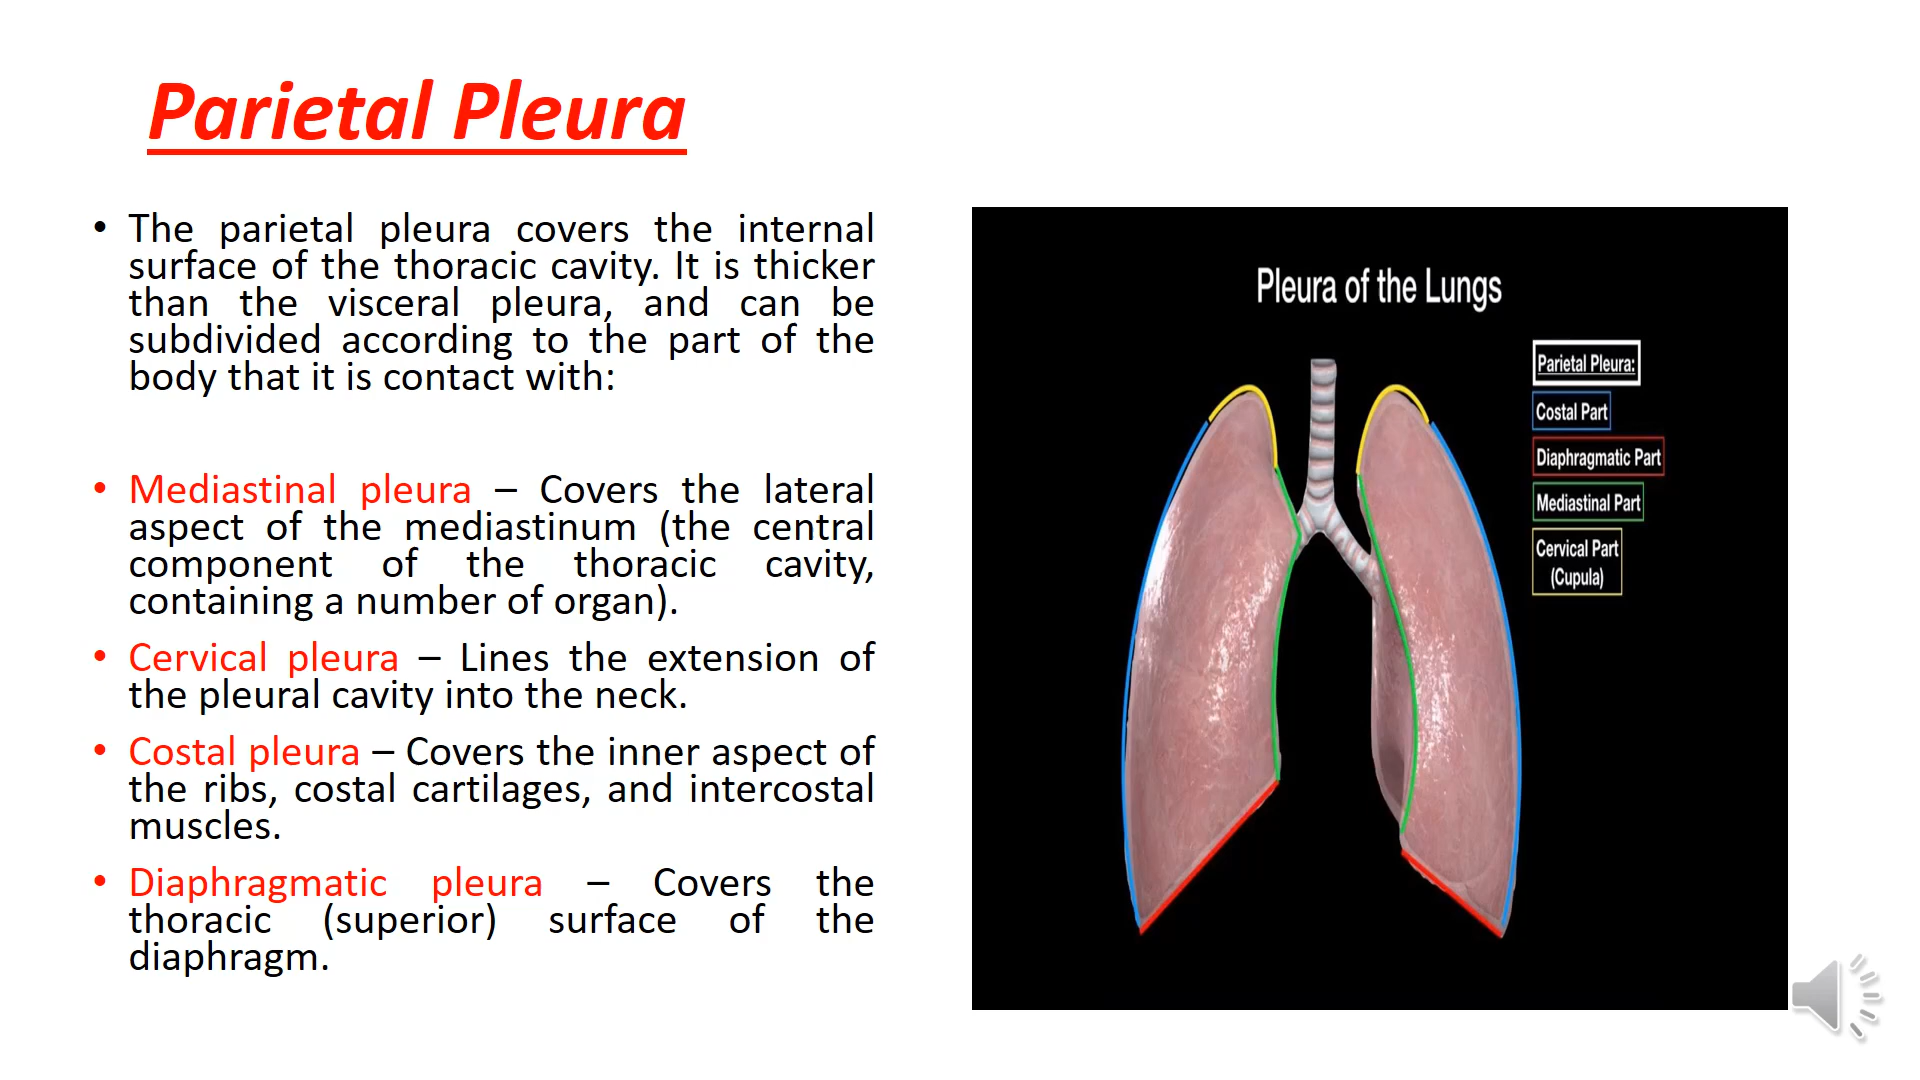 Parietal Pleura
• The parietal pleura covers the internal
surface of the thoracic cavity. It is thicker
than the visceral pleura, and can be
subdivided according to the part of the
body that it is contact with:
• Mediastinal pleura – Covers the lateral
aspect of the mediastinum (the central
component of the thoracic cavity,
containing a number of organ).
• Cervical pleura – Lines the extension of
the pleural cavity into the neck.
• Costal pleura – Covers the inner aspect of
the ribs, costal cartilages, and intercostal
muscles.
• Diaphragmatic pleura – Covers the
thoracic (superior) surface of the
diaphragm.
Pleura of the Lungs
Parietal Pleura:
Costal Part
Diaphragmatic Part
Mediastinal Part
Cervical Part
(Cupula)